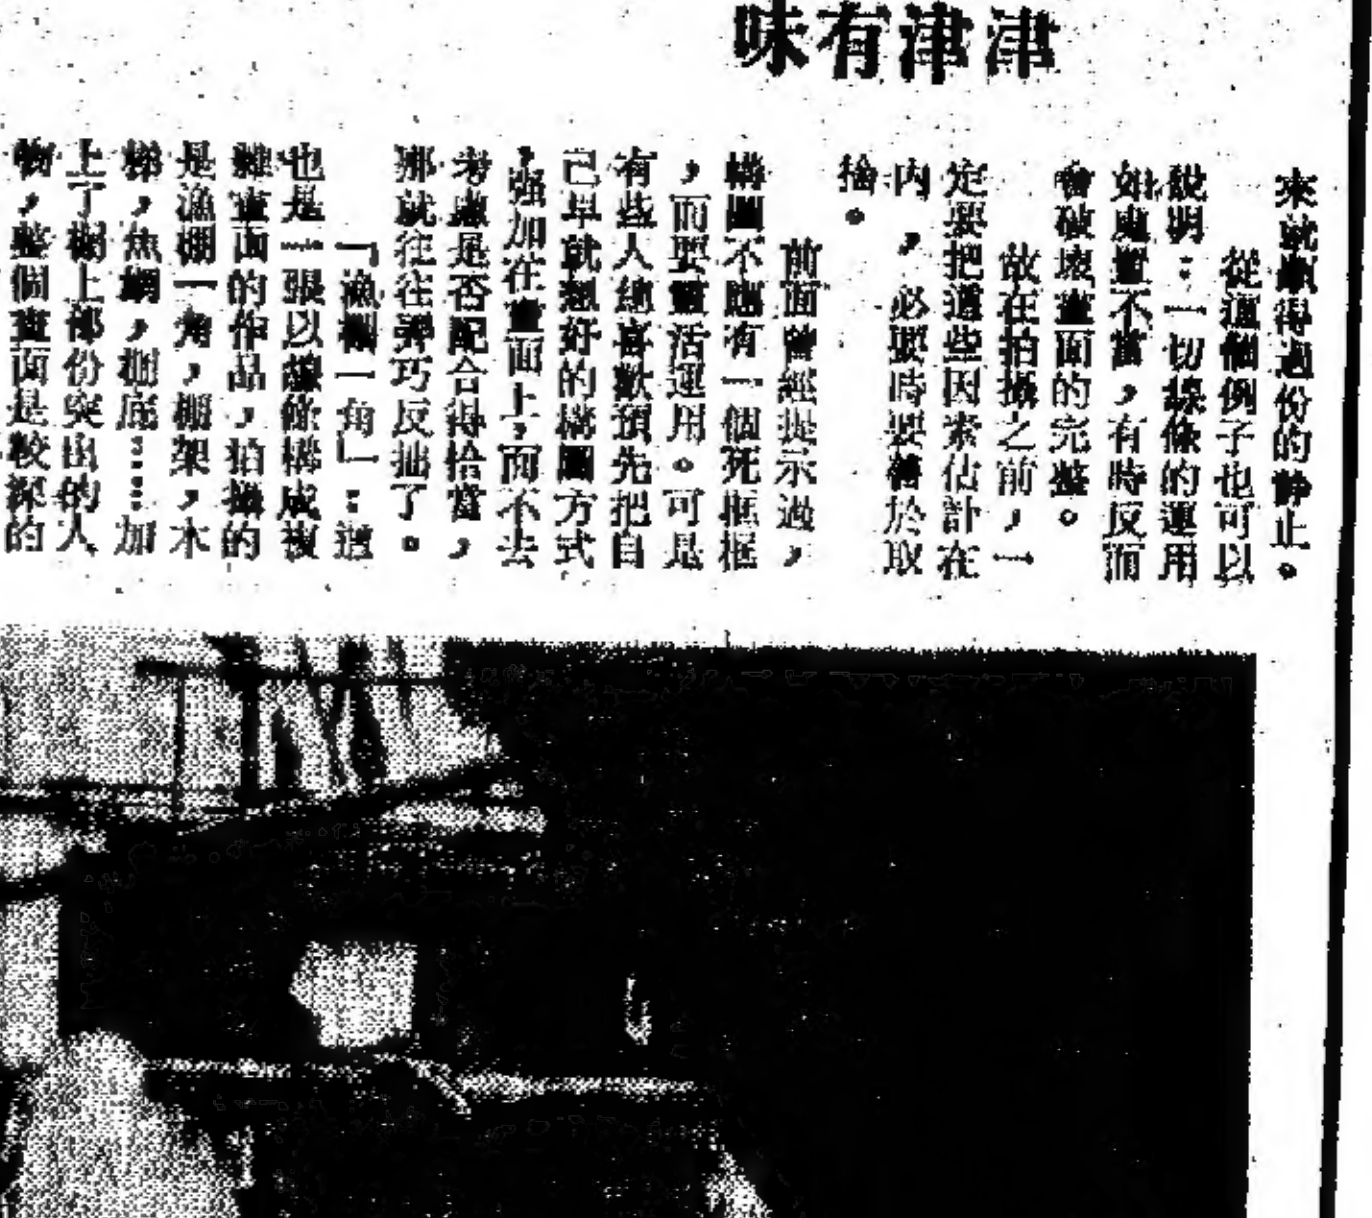 味有津津
來就顯得過份的靜止。
從這個例子也可以
說明：一切線條的運用
如處置不當，有時反而
會破壞畫面的完整。
故在拍攝之前，一
定要把這些因素估計在
內，必要時要善於取
捨。
前面曾經提示過，
構圖不應有一個死框框
，而要靈活運用。可是
有些人總喜歡預先把自
己早就想好的構圖方式
，强加在畫面上，而不去
考慮是否配合得恰當，
那就往往弄巧反拙了。
「漁棚一角」：這
也是一張以線條構成複
雜畫面的作品，拍攝的
是漁棚一角，棚架，木
梯，魚網，棚底……加
上了棚上部份突出的人
物，整個畫面是較深的